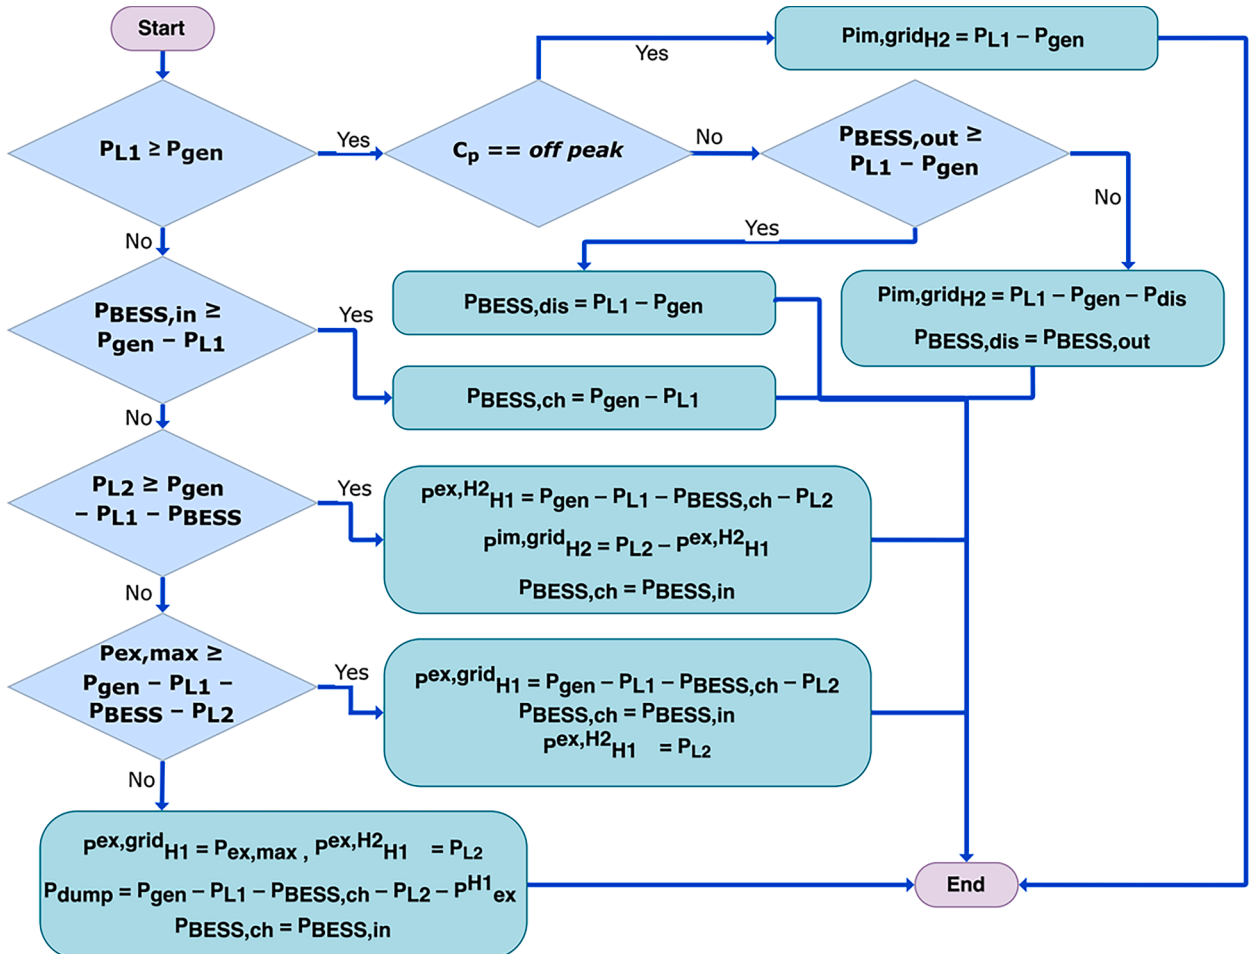 Start
Pim,gridH2 = PL1 – Pgen
Yes
PL1 ≥ Pgen
Yes
Cp == off peak
No
PBESS,out ≥
PL1 – Pgen
No
Yes
No
PBESS,in ≥
Pgen – PL1
Yes
PBESS,dis = PL1 – Pgen
Pim,gridH2 = PL1 – Pgen – Pdis
PBESS,dis = PBESS,out
PBESS,ch = Pgen – PL1
No
PL2 ≥ Pgen
– PL1 – PBESS
Yes
Pex,H2H1 = Pgen – PL1 – PBESS,ch – PL2
Pim,gridH2 = PL2 – Pex,H2H1
PBESS,ch = PBESS,in
No
Pex,max ≥
Pgen – PL1 –
PBESS – PL2
Yes
Pex,gridH1 = Pgen – PL1 – PBESS,ch – PL2
PBESS,ch = PBESS,in
Pex,H2H1 = PL2
No
Pex,gridH1 = Pex,max , Pex,H2H1 = PL2
Pdump = Pgen – PL1 – PBESS,ch – PL2 – PH1ex
PBESS,ch = PBESS,in
End